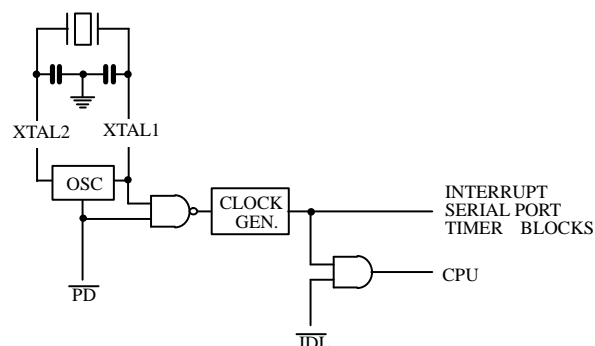 XTAL2 XTAL1
OSC
CLOCK
GEN.
INTERRUPT
SERIAL PORT
TIMER BLOCKS
CPU
PD
IDL